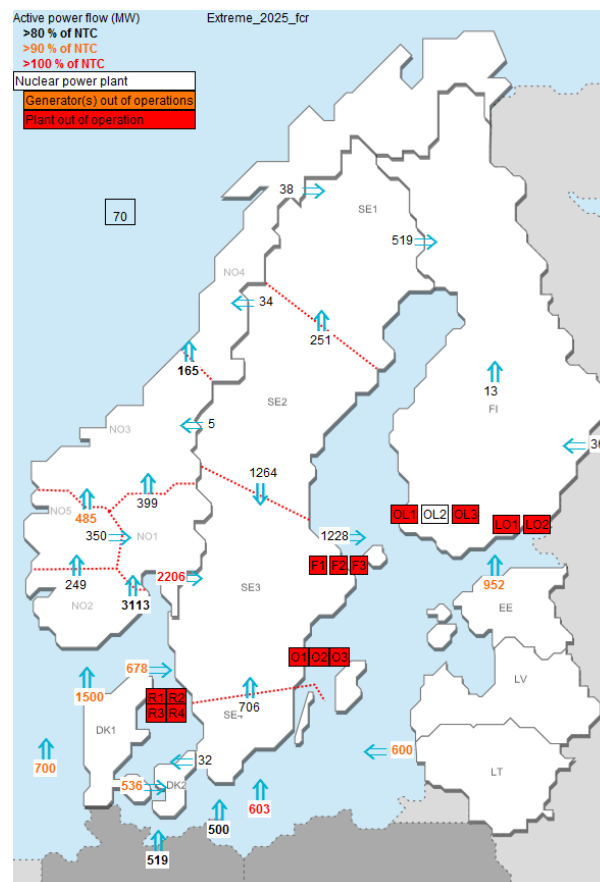 Active power flow (MW)
Extreme_2025_fcr
>80 % of NTC
>90 % of NTC
>100 % of NTC
Nuclear power plant
Generator(s) out of operations
Plant out of operation
38
SE1
70
519
NO4
34
251
165
13
SE2
FI
5
NO3
1264
36
399
OL1 OL2 OL3
NO5
485
LO1 LO2
350
NO1
1228
F1 F2 F3
249
2206
SE3
952
3113
NO2
EE
O1 O2 O3
678
LV
1500
R1 R2
R3 R4
706
SE4
DK1
700
32
600
LT
536
DK2
603
500
519